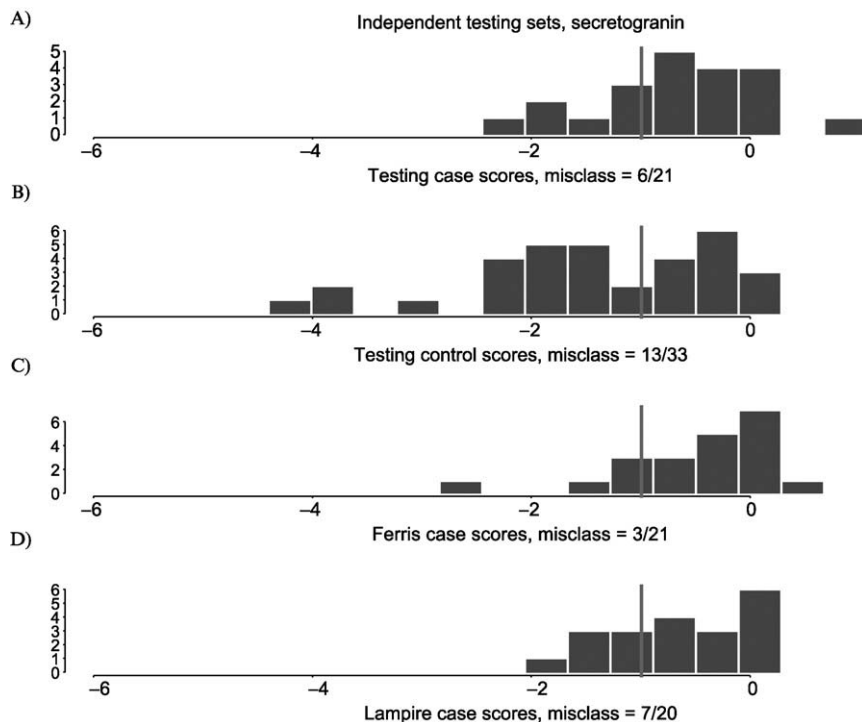 A)
Independent testing sets, secretogranin
5
4
3
2
1
0
–6 –4 –2 0
Testing case scores, misclass = 6/21
B)
6
5
4
3
2
1
0
–6 –4 –2 0
Testing control scores, misclass = 13/33
C)
6
4
2
0
–6 –4 –2 0
Ferris case scores, misclass = 3/21
D)
6
5
4
3
2
1
0
–6 –4 –2 0
Lampire case scores, misclass = 7/20